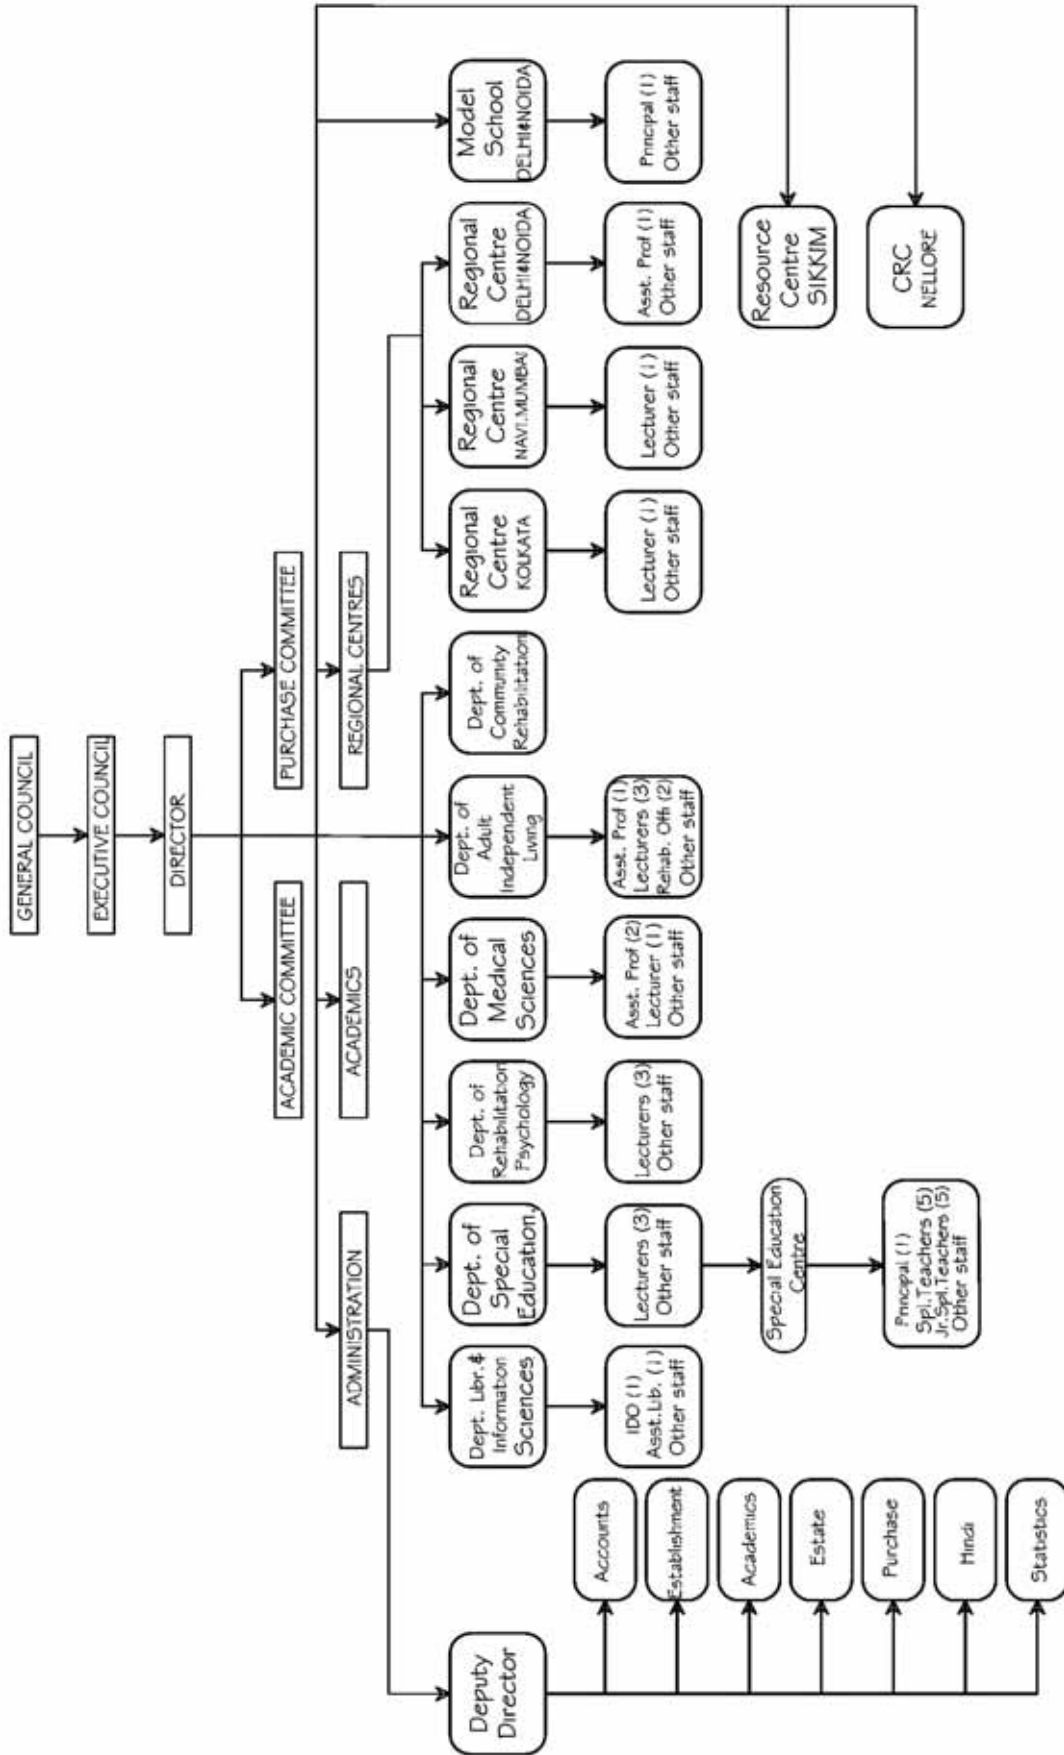 GENERAL COUNCIL
EXECUTIVE COUNCIL
DIRECTOR
ACADEMIC COMMITTEE
PURCHASE COMMITTEE
ADMINISTRATION
ACADEMICS
REGIONAL CENTRES
Deputy
Director
Dept. Libr.&
Information
Sciences
Dept. of
Special
Education,
Dept. of
Rehabilitation
Psychology
Dept. of
Medical
Sciences
Dept. of
Adult
Independent
Living
Dept. of
Community
Rehabilitation
Regional
Centre
KOLKATA
Regional
Centre
NAVI.MUMBAI
Regional
Centre
DELHI&NOIDA
Model
School
DELHI&NOIDA
Accounts
Establishment
Academics
Estate
Purchase
Hindi
Statistics
IDO (1)
Asst.Lib. (1)
Other staff
Lecturers (3)
Other staff
Lecturers (3)
Other staff
Asst. Prof (2)
Lecturer (1)
Other staff
Asst. Prof (1)
Lecturers (3)
Rehab. Offi (2)
Other staff
Lecturer (1)
Other staff
Lecturer (1)
Other staff
Asst. Prof (1)
Other staff
Principal (1)
Other staff
Special Education
Centre
Principal (1)
Spl.Teachers (5)
Jr.Spl.Teachers (5)
Other staff
Resource
Centre
SIKKIM
CRC
NELLORE